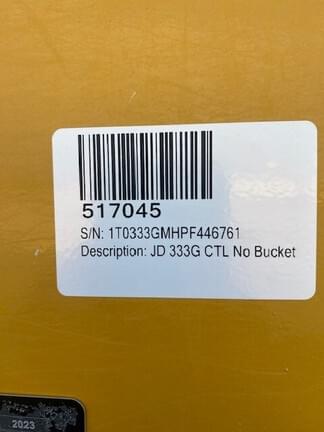 517045
S/N: 1T0333GMHPF446761
Description: JD 333G CTL No Bucket
2023